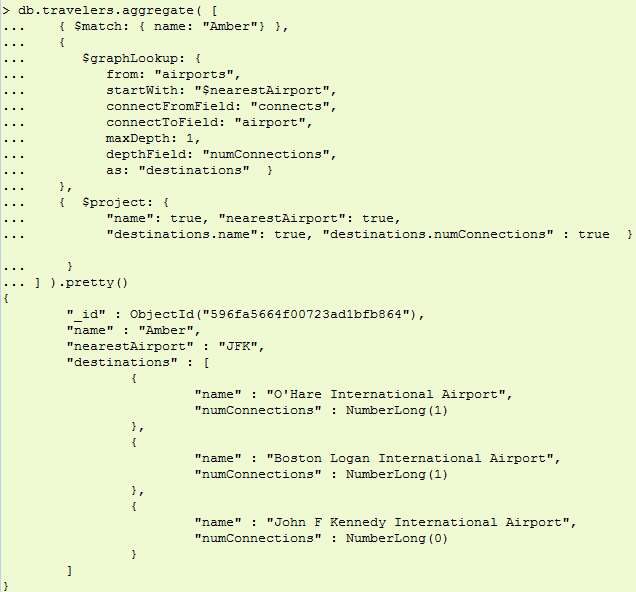 > db.travelers.aggregate( [
...    { $match: { name: "Amber"} },
...    {
...       $graphLookup: {
...          from: "airports",
...          startWith: "$nearestAirport",
...          connectFromField: "connects",
...          connectToField: "airport",
...          maxDepth: 1,
...          depthField: "numConnections",
...          as: "destinations"  }
...    },
...    {  $project: {
...          "name": true, "nearestAirport": true,
...          "destinations.name": true, "destinations.numConnections" : true  }
...     }
... ] ).pretty()
{
        "_id" : ObjectId("596fa5664f00723ad1bfb864"),
        "name" : "Amber",
        "nearestAirport" : "JFK",
        "destinations" : [
                {
                        "name" : "O'Hare International Airport",
                        "numConnections" : NumberLong(1)
                },
                {
                        "name" : "Boston Logan International Airport",
                        "numConnections" : NumberLong(1)
                },
                {
                        "name" : "John F Kennedy International Airport",
                        "numConnections" : NumberLong(0)
                }
        ]
}